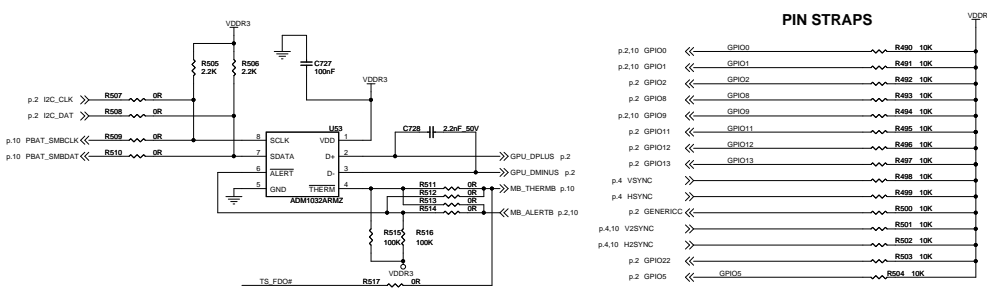 VDDR3
R505
2.2K
R506
2.2K
C727
100nF
VDDR3
p.2 I2C_CLK
R507 0R
p.2 I2C_DAT
R508 0R
p.10 PBAT_SMBCLK
R509 0R
p.10 PBAT_SMBDAT
R510 0R
U53
8 SCLK VDD 1
7 SDATA D+ 2
6 ALERT D- 3
5 GND THERM 4
ADM1032ARMZ
C728 2.2nF_50V
GPU_DPLUS p.2
GPU_DMINUS p.2
R511 0R
MB_THERMB p.10
R512 0R
R513 0R
R514 0R
MB_ALERTB p.2,10
R515
100K
R516
100K
VDDR3
TS_FDO# R517 0R
PIN STRAPS
VDDR
p.2,10 GPIO0 GPIO0 R490 10K
p.2,10 GPIO1 GPIO1 R491 10K
p.2 GPIO2 GPIO2 R492 10K
p.2 GPIO8 GPIO8 R493 10K
p.2,10 GPIO9 GPIO9 R494 10K
p.2 GPIO11 GPIO11 R495 10K
p.2 GPIO12 GPIO12 R496 10K
p.2 GPIO13 GPIO13 R497 10K
p.4 VSYNC R498 10K
p.4 HSYNC R499 10K
p.2 GENERICC R500 10K
p.4,10 V2SYNC R501 10K
p.4,10 H2SYNC R502 10K
p.2 GPIO22 R503 10K
p.2 GPIO5 GPIO5 R504 10K